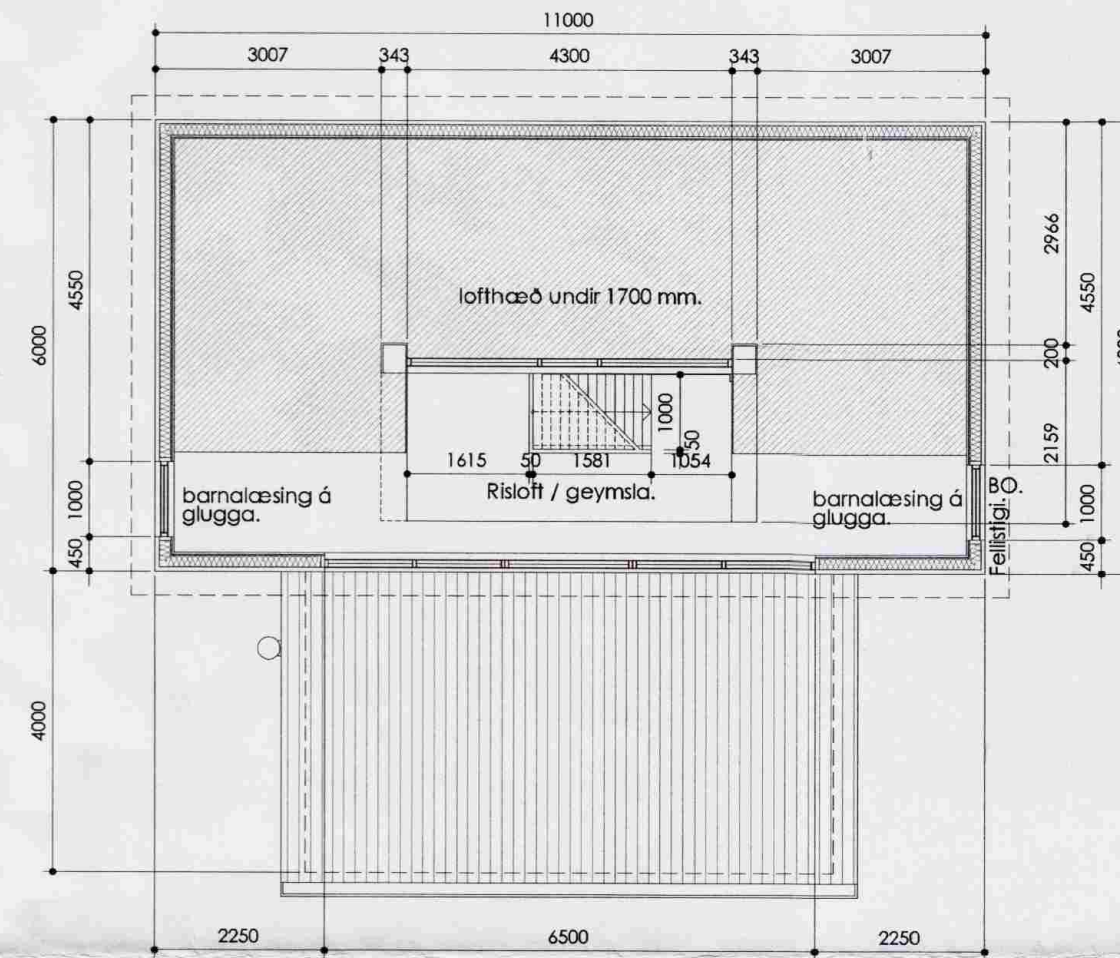 11000
3007 343 4300 343 3007
6000
4550
1000
450
4000
2966
200
2159
4550
1000
450
lofthæð undir 1700 mm.
1000
50
1615 50 1581 1054
Risloft / geymsla.
barnalæsing á
glugga.
barnalæsing á
glugga.
BO.
Fellistigi.
2250 6500 2250